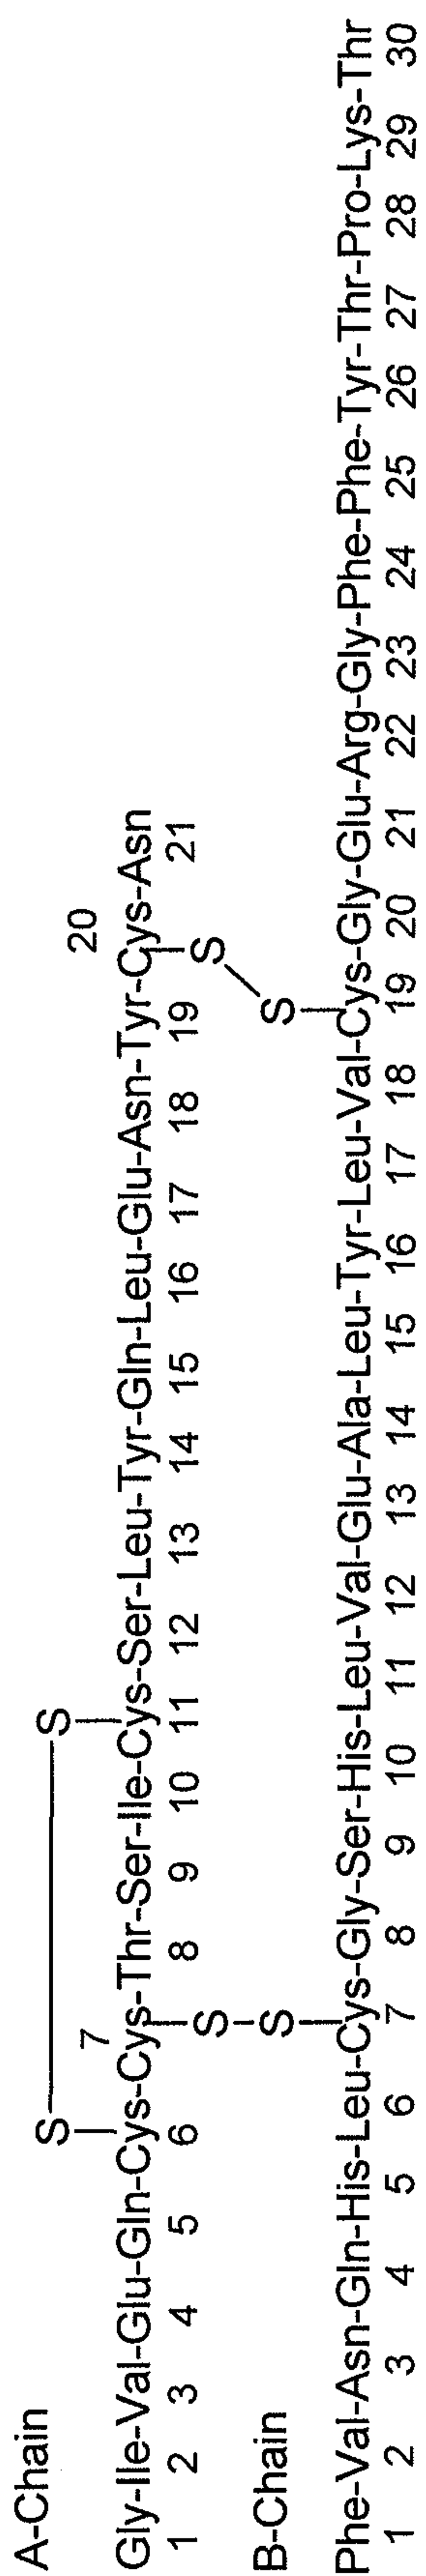 A-Chain
S S
7 20
Gly-Ile-Val-Glu-Gln-Cys-Cys-Thr-Ser-Ile-Cys-Ser-Leu-Tyr-Gln-Leu-Glu-Asn-Tyr-Cys-Asn
1 2 3 4 5 6 8 9 10 11 12 13 14 15 16 17 18 19 21
S S
B-Chain
S S
Phe-Val-Asn-Gln-His-Leu-Cys-Gly-Ser-His-Leu-Val-Glu-Ala-Leu-Tyr-Leu-Val-Cys-Gly-Glu-Arg-Gly-Phe-Phe-Tyr-Thr-Pro-Lys-Thr
1 2 3 4 5 6 7 8 9 10 11 12 13 14 15 16 17 18 19 20 21 22 23 24 25 26 27 28 29 30